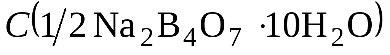 C(1/2 Na₂B₄O₇ ·10H₂O)